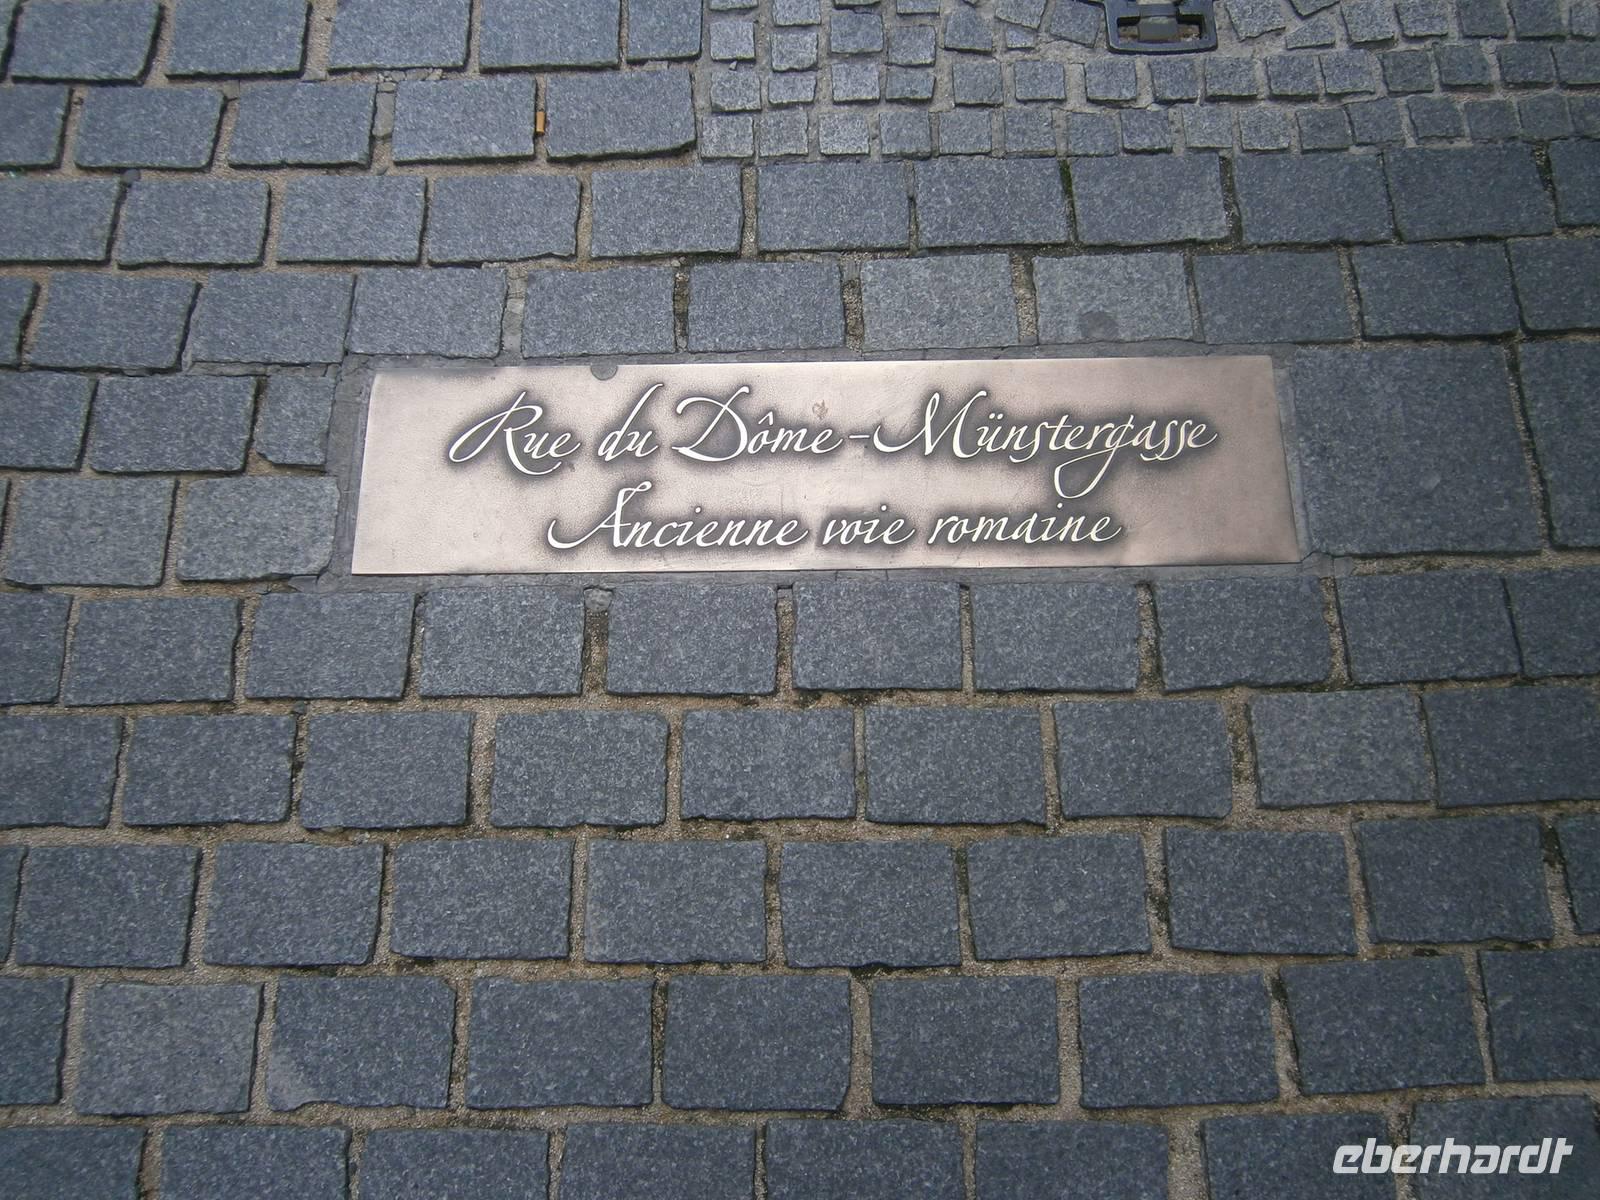 Rue du Dôme-Münstergasse
Ancienne voie romaine
eberhardt